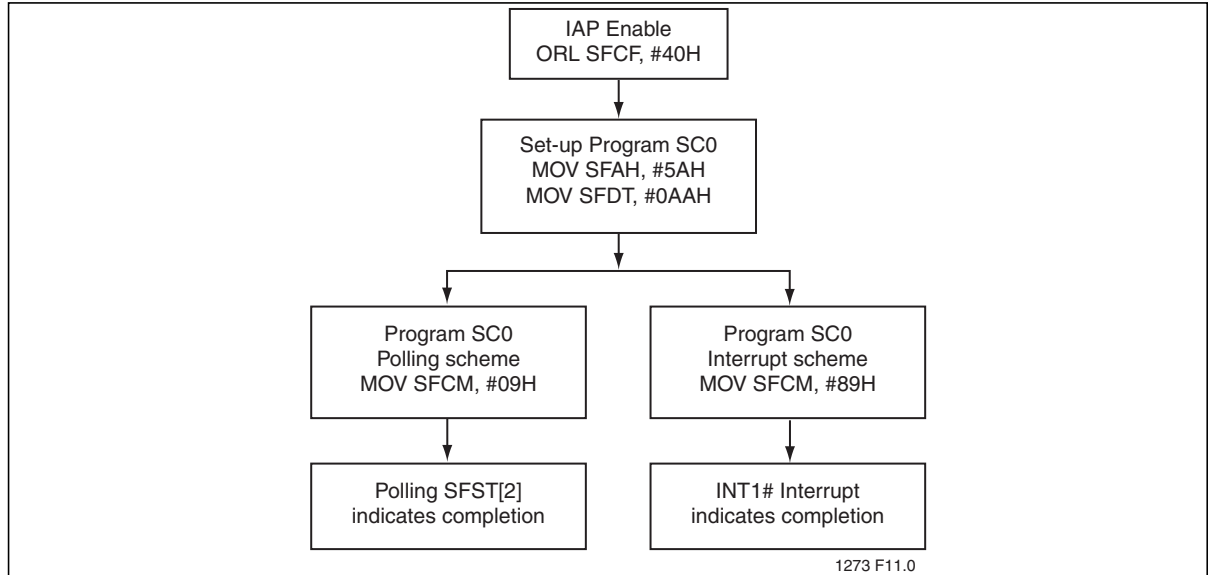 IAP Enable
ORL SFCF, #40H
Set-up Program SC0
MOV SFAH, #5AH
MOV SFDT, #0AAH
Program SC0
Polling scheme
MOV SFCM, #09H
Program SC0
Interrupt scheme
MOV SFCM, #89H
Polling SFST[2]
indicates completion
INT1# Interrupt
indicates completion
1273 F11.0